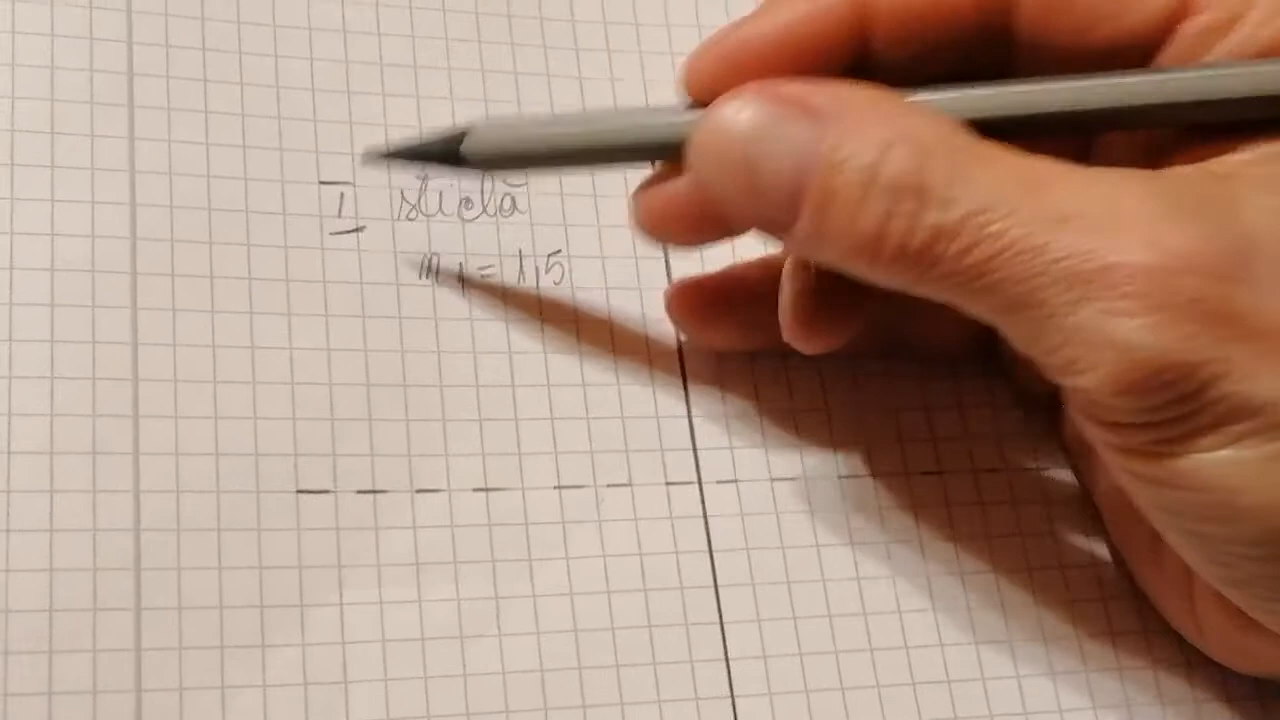 I sticlă
n₁ = 1,5